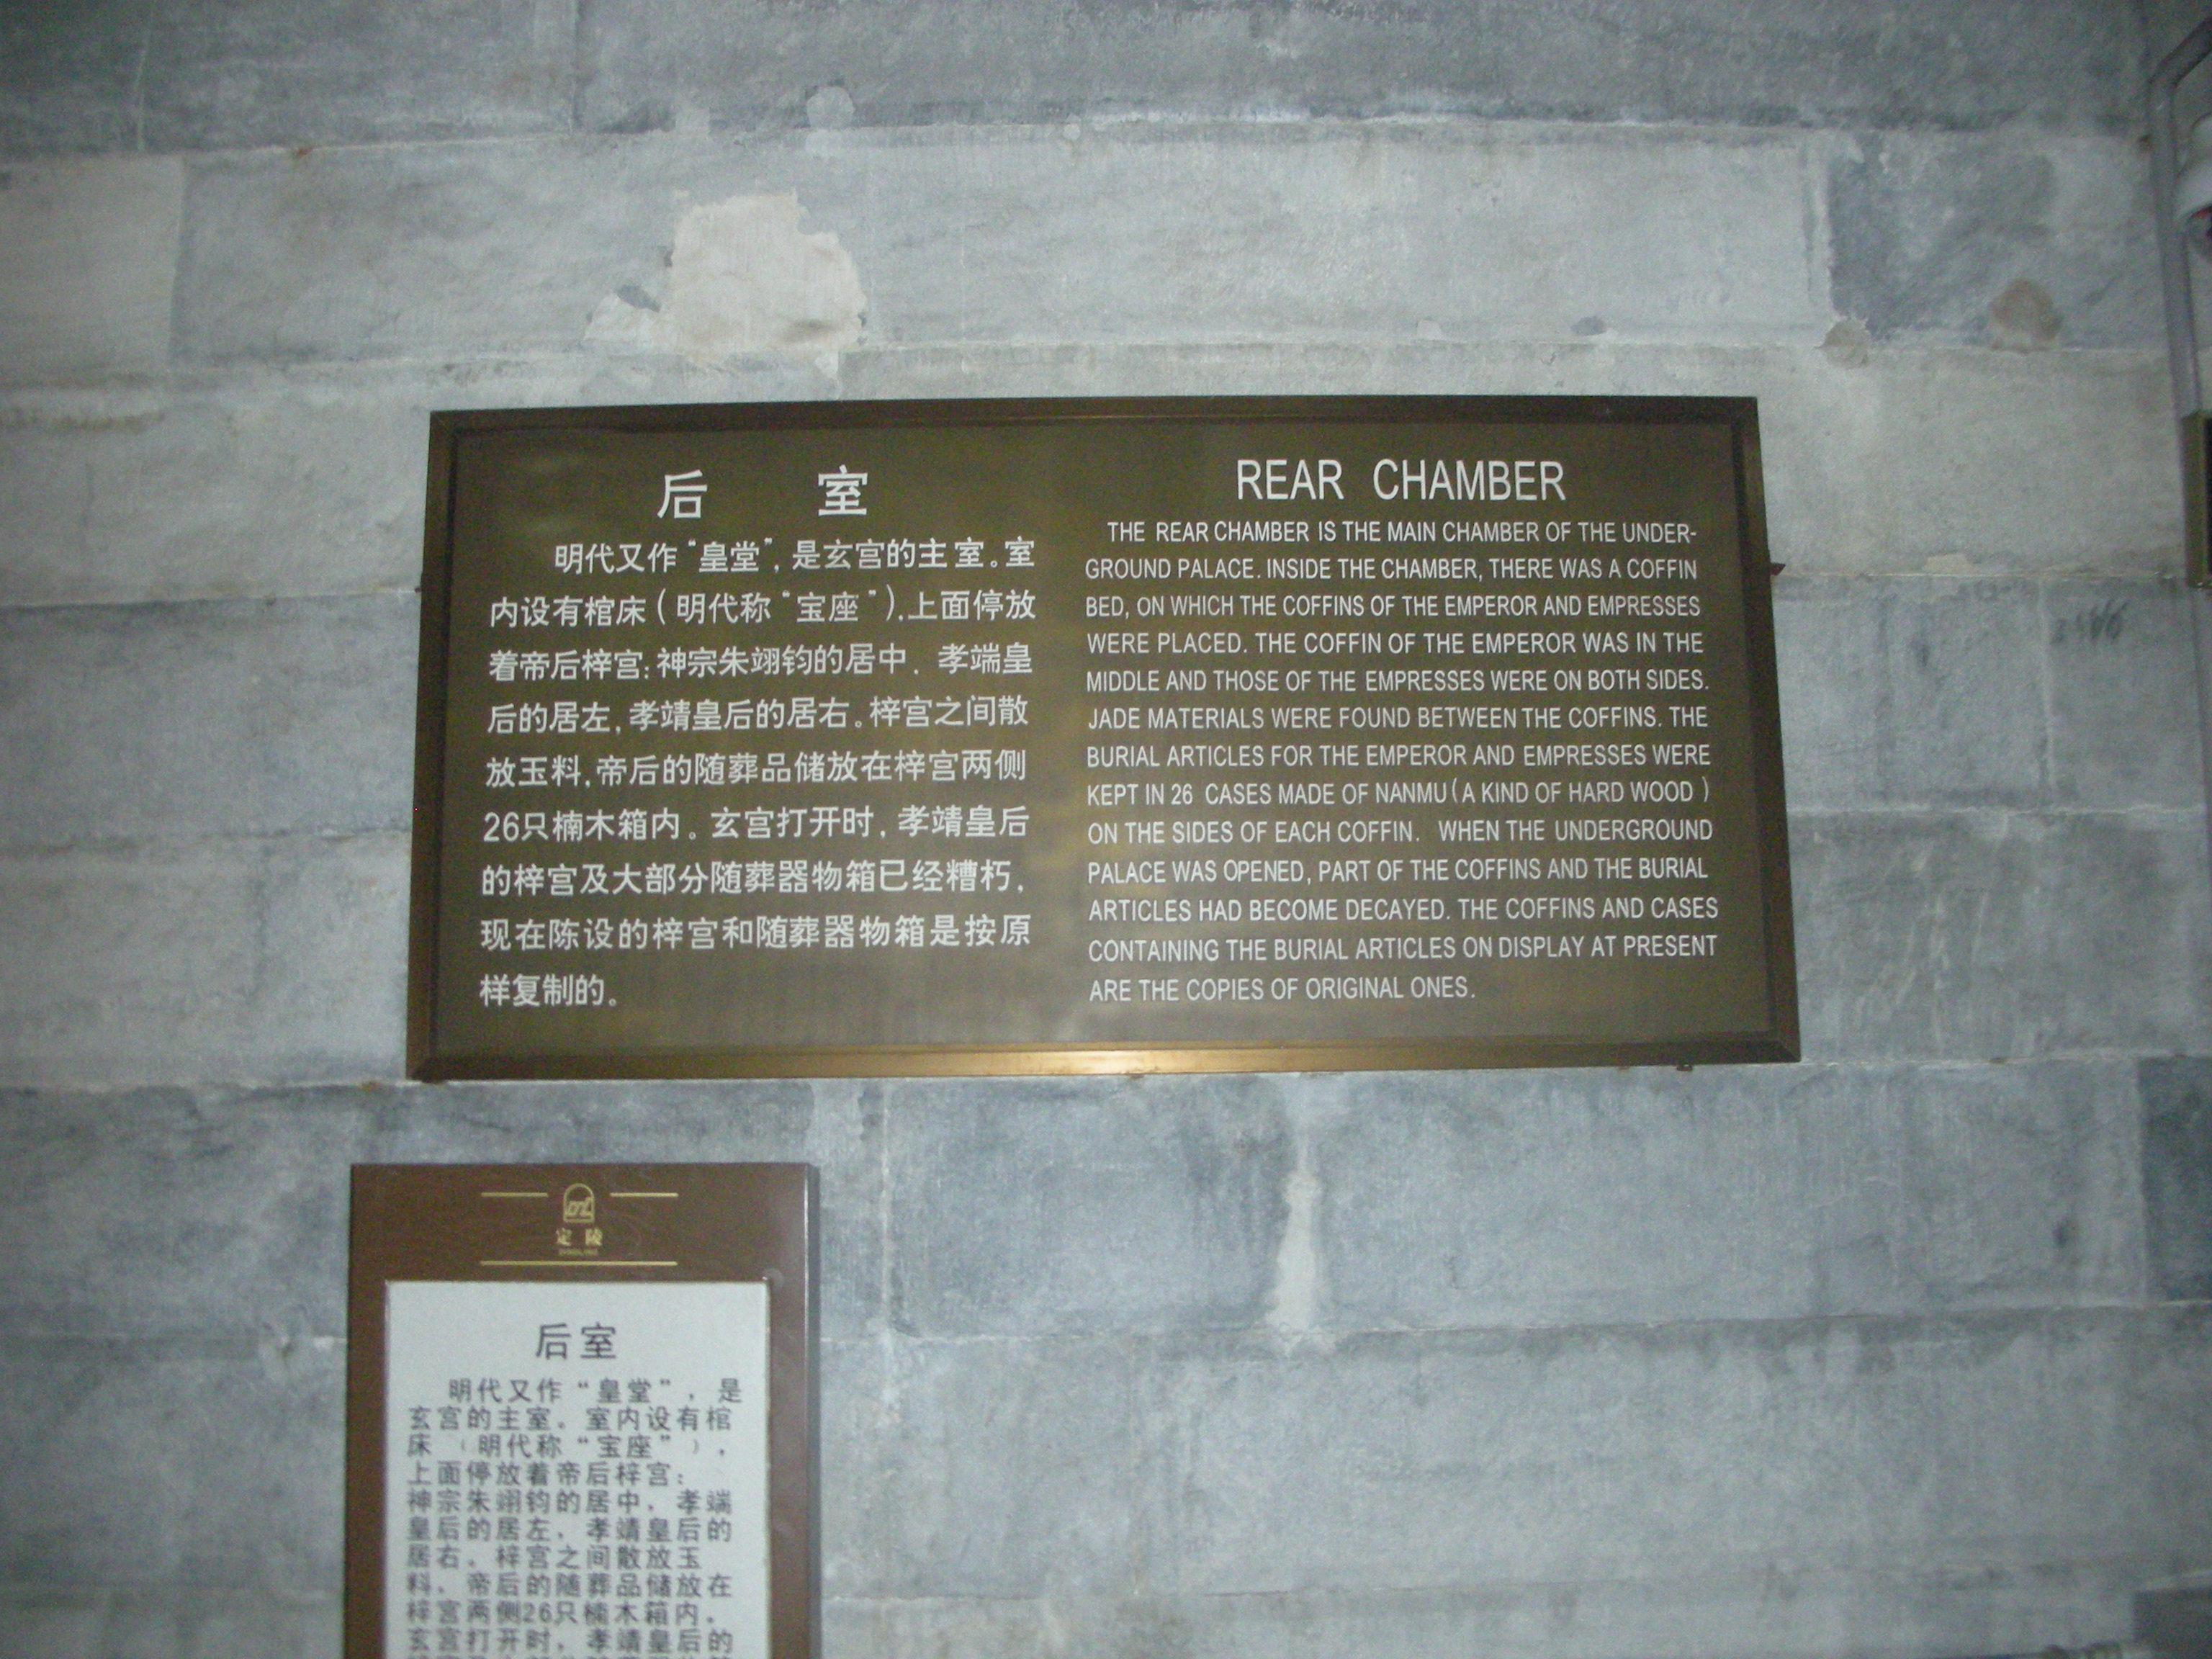 后 室
明代又作“皇堂”,是玄宫的主室。室
内设有棺床(明代称“宝座”),上面停放
着帝后梓宫:神宗朱翊钧的居中,孝端皇
后的居左,孝靖皇后的居右。梓宫之间散
放玉料,帝后的随葬品储放在梓宫两侧
26只楠木箱内。玄宫打开时,孝靖皇后
的梓宫及大部分随葬器物箱已经糟朽,
现在陈设的梓宫和随葬器物箱是按原
样复制的。
REAR CHAMBER
THE REAR CHAMBER IS THE MAIN CHAMBER OF THE UNDER-
GROUND PALACE. INSIDE THE CHAMBER, THERE WAS A COFFIN
BED, ON WHICH THE COFFINS OF THE EMPEROR AND EMPRESSES
WERE PLACED. THE COFFIN OF THE EMPEROR WAS IN THE
MIDDLE AND THOSE OF THE EMPRESSES WERE ON BOTH SIDES.
JADE MATERIALS WERE FOUND BETWEEN THE COFFINS. THE
BURIAL ARTICLES FOR THE EMPEROR AND EMPRESSES WERE
KEPT IN 26 CASES MADE OF NANMU (A KIND OF HARD WOOD )
ON THE SIDES OF EACH COFFIN. WHEN THE UNDERGROUND
PALACE WAS OPENED, PART OF THE COFFINS AND THE BURIAL
ARTICLES HAD BECOME DECAYED. THE COFFINS AND CASES
CONTAINING THE BURIAL ARTICLES ON DISPLAY AT PRESENT
ARE THE COPIES OF ORIGINAL ONES.
定陵
后室
明代又作“皇堂”,是
玄宫的主室。室内设有棺
床(明代称“宝座”),
上面停放着帝后梓宫:
神宗朱翊钧的居中,孝端
皇后的居左,孝靖皇后的
居右。梓宫之间散放玉
料,帝后的随葬品储放在
梓宫两侧26只楠木箱内。
玄宫打开时,孝靖皇后的